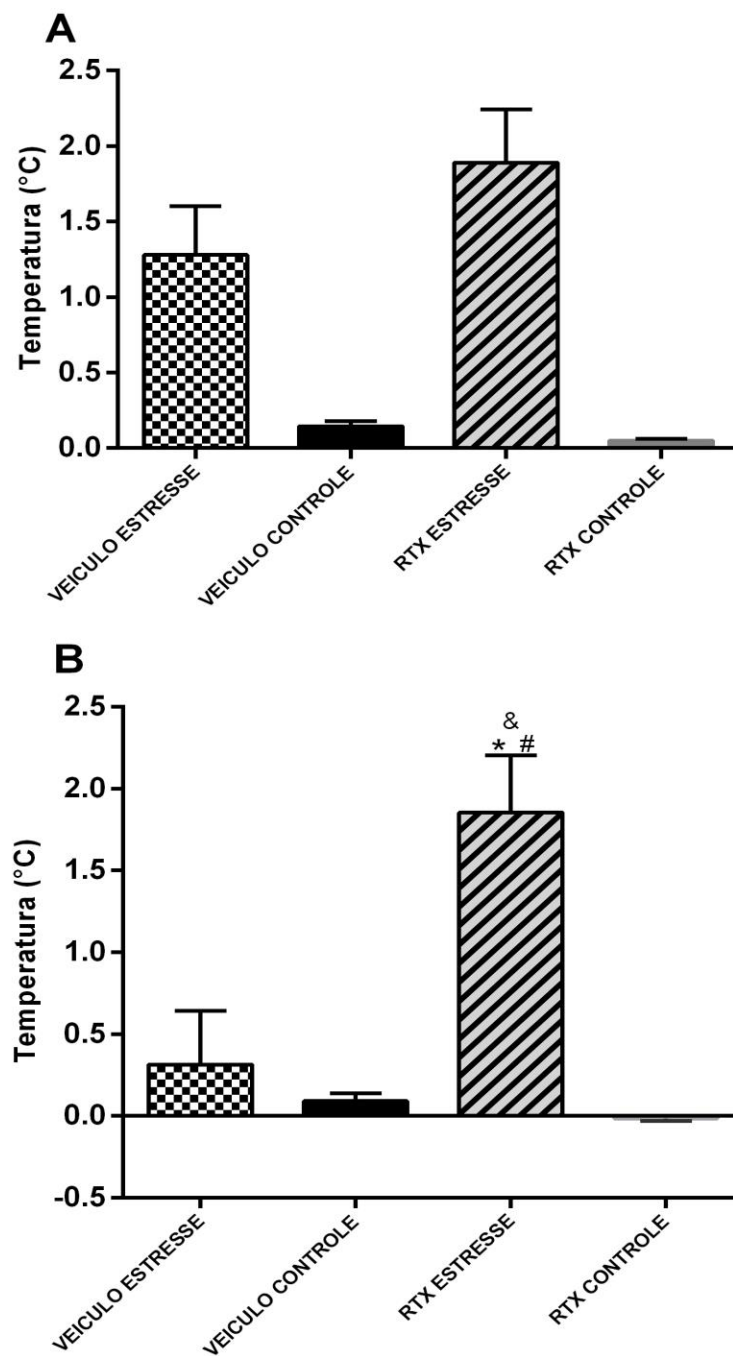 A
2.5
2.0
1.5
1.0
0.5
0.0
Temperatura (°C)
VEICULO ESTRESSE
VEICULO CONTROLE
RTX ESTRESSE
RTX CONTROLE
B
2.5
2.0
1.5
1.0
0.5
0.0
-0.5
Temperatura (°C)
&
* #
VEICULO ESTRESSE
VEICULO CONTROLE
RTX ESTRESSE
RTX CONTROLE